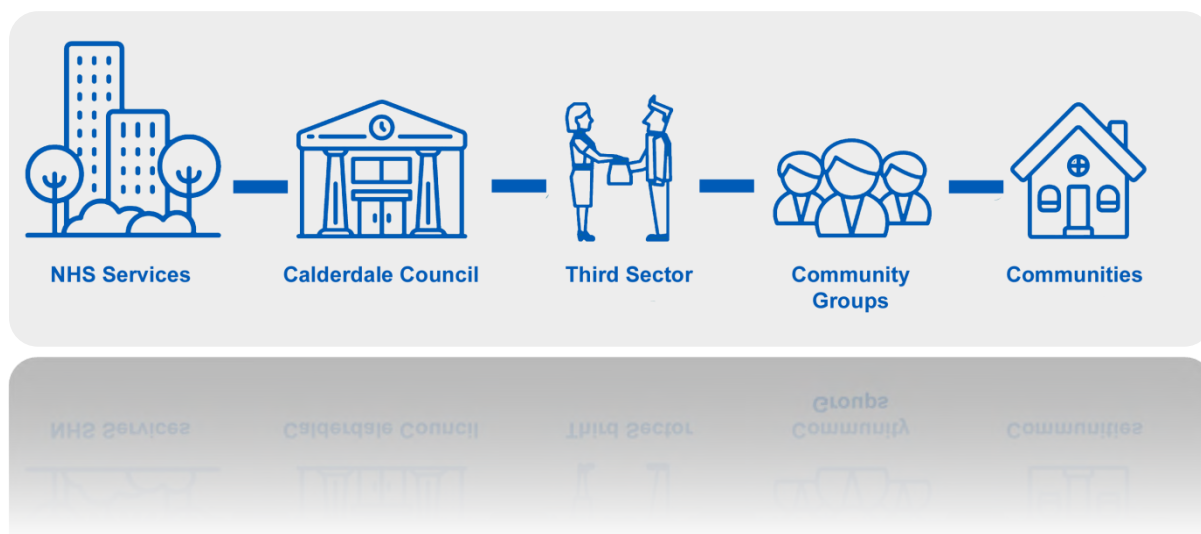 NHS Services
Calderdale Council
Third Sector
Community
Groups
Communities